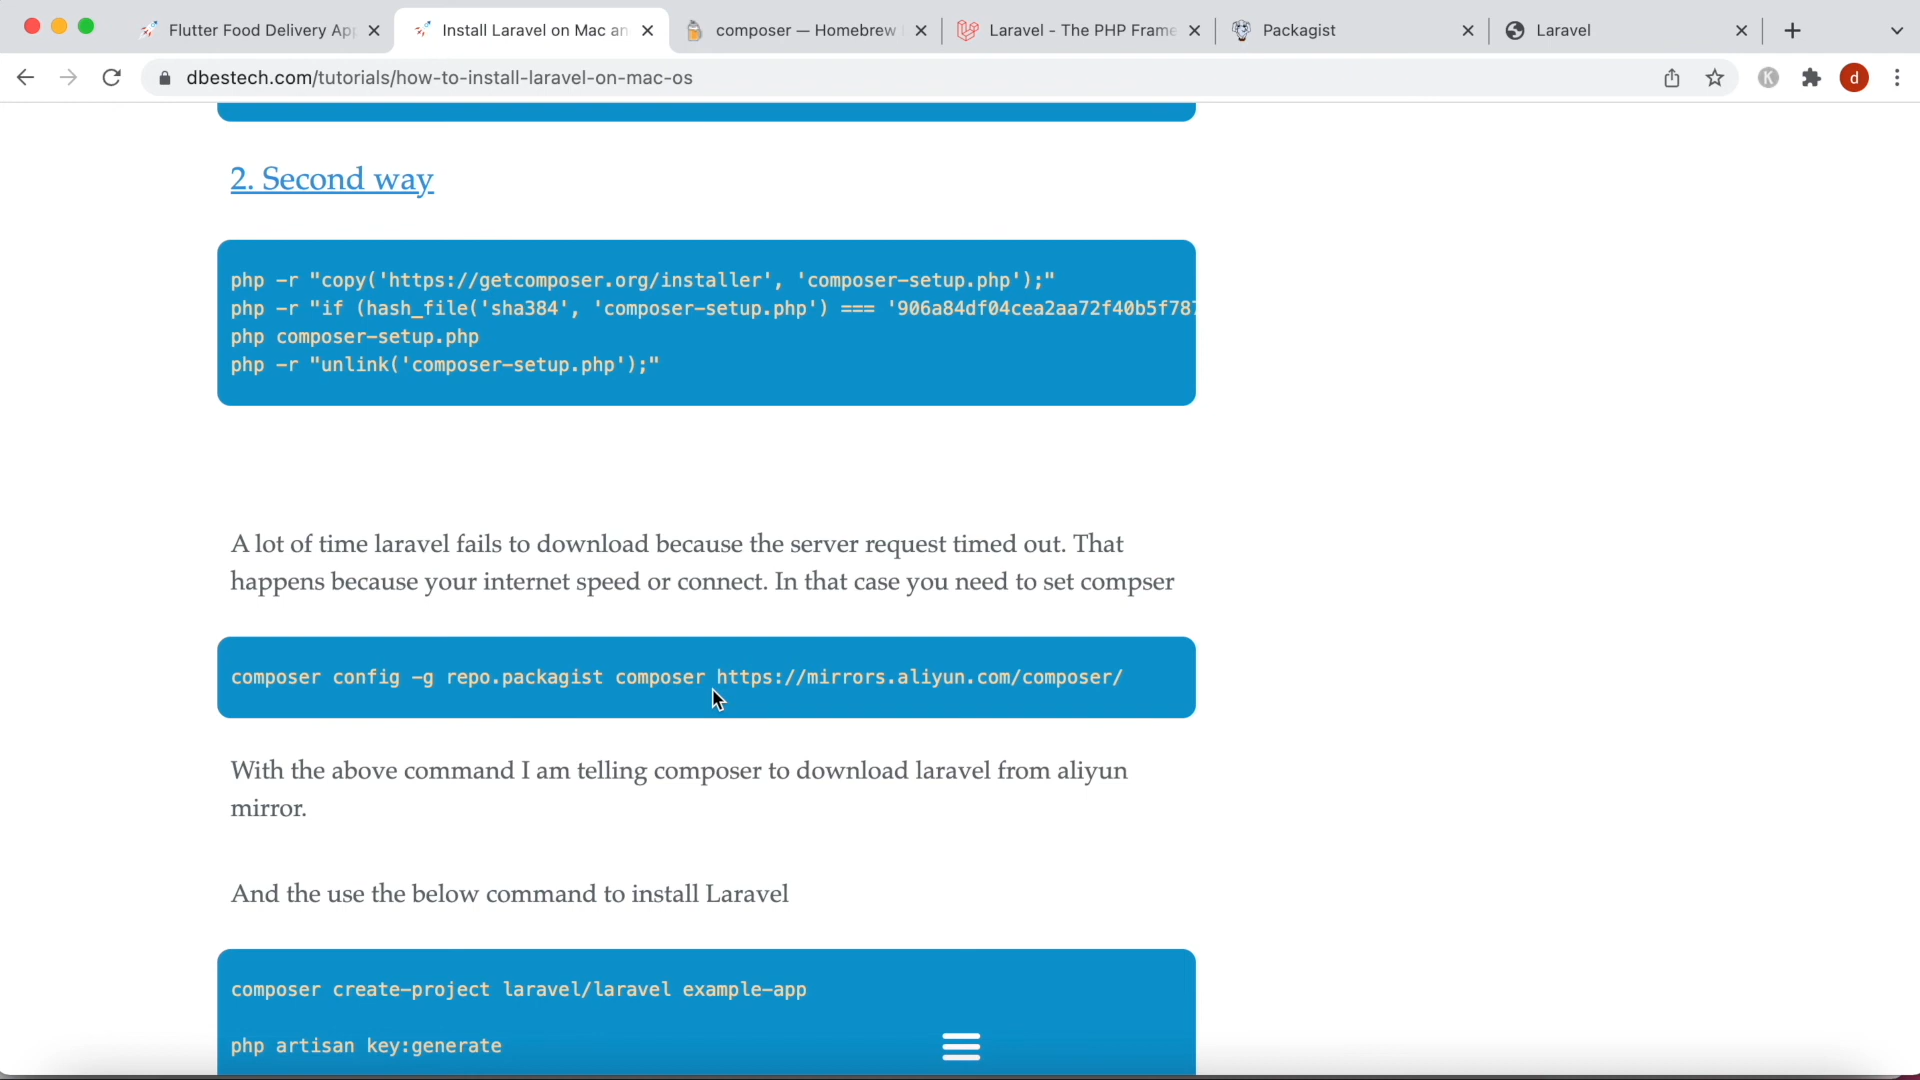 Flutter Food Delivery App
Install Laravel on Mac an
composer — Homebrew
Laravel - The PHP Frame
Packagist
Laravel
dbestech.com/tutorials/how-to-install-laravel-on-mac-os
K
d
2. Second way
php -r "copy('https://getcomposer.org/installer', 'composer-setup.php');"
php -r "if (hash_file('sha384', 'composer-setup.php') === '906a84df04cea2aa72f40b5f787
php composer-setup.php
php -r "unlink('composer-setup.php');"
A lot of time laravel fails to download because the server request timed out. That
happens because your internet speed or connect. In that case you need to set compser
composer config -g repo.packagist composer https://mirrors.aliyun.com/composer/
With the above command I am telling composer to download laravel from aliyun
mirror.
And the use the below command to install Laravel
composer create-project laravel/laravel example-app
php artisan key:generate